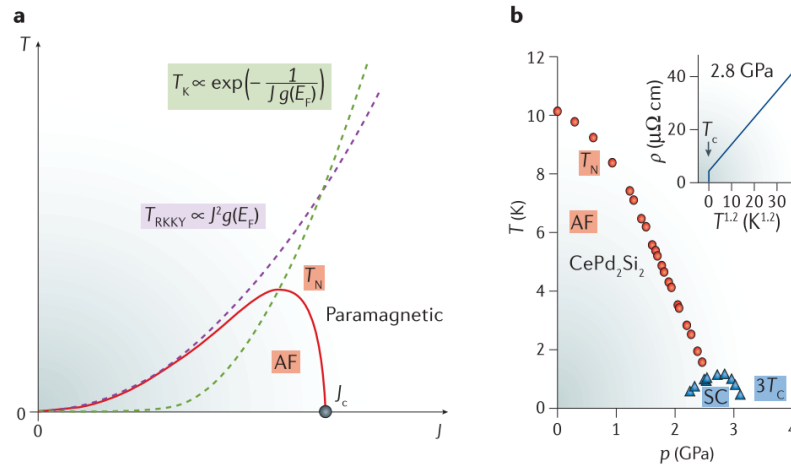 a
T
T_K ∝ exp(− 1 / J g(E_F))
T_RKKY ∝ J²g(E_F)
T_N
Paramagnetic
AF
J_c
0
0
J
b
12
10
8
6
4
2
0
T (K)
T_N
AF
CePd₂Si₂
SC
3T_C
0
1
2
3
4
p (GPa)
2.8 GPa
40
20
0
ρ (μΩ cm)
T_c
0
10
20
30
T^1.2 (K^1.2)